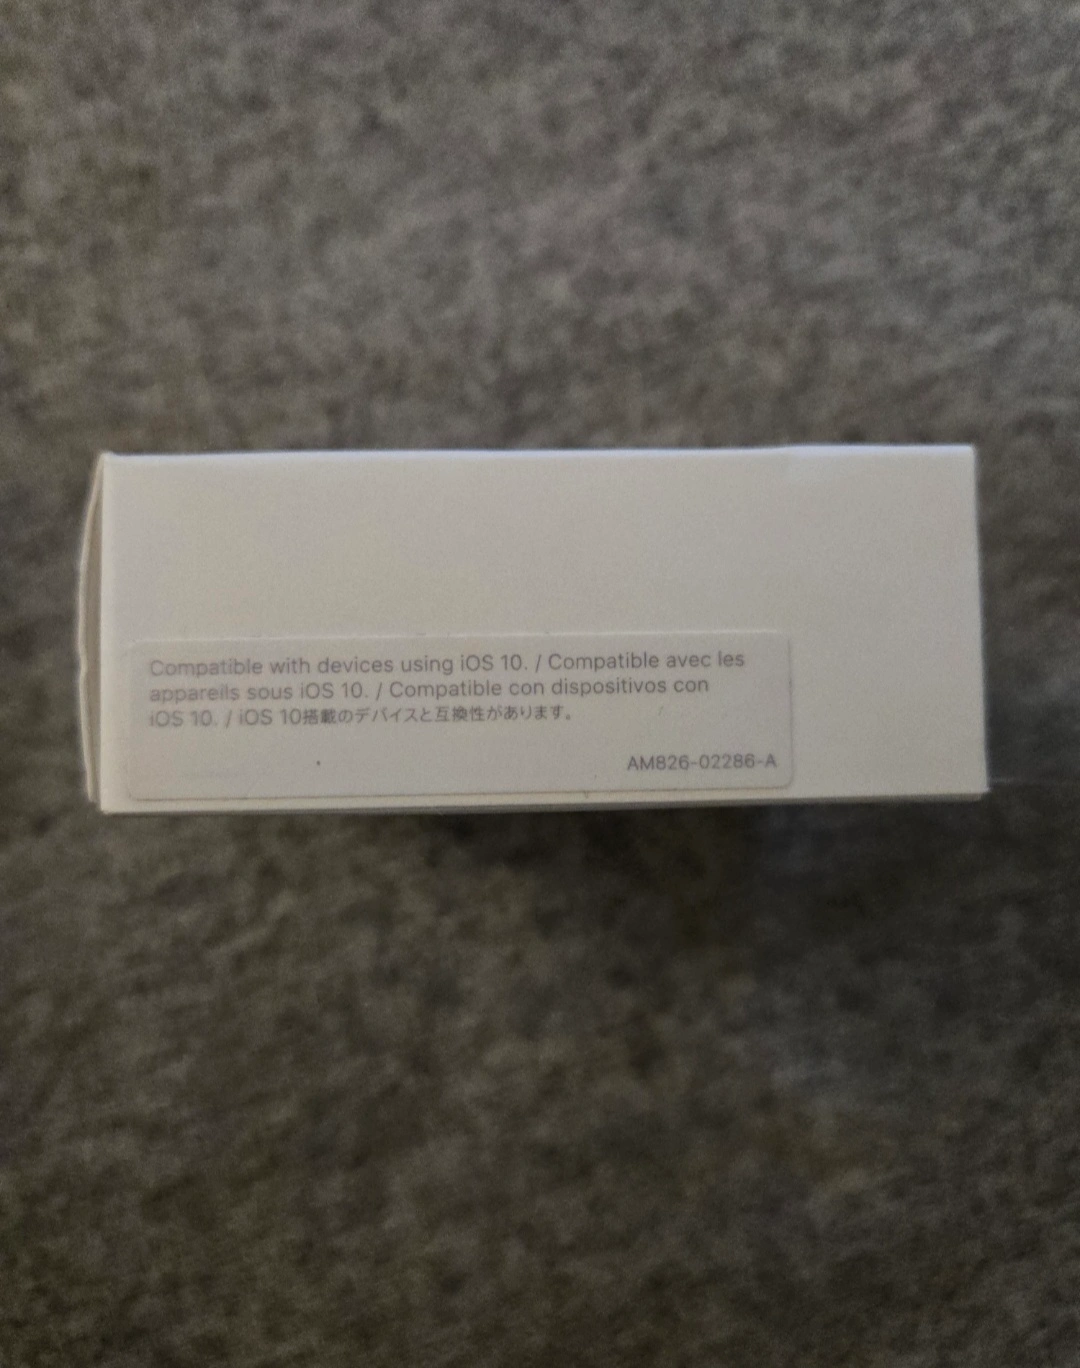 Compatible with devices using iOS 10. / Compatible avec les
appareils sous iOS 10. / Compatible con dispositivos con
iOS 10. / iOS 10搭載のデバイスと互換性があります。
AM826-02286-A